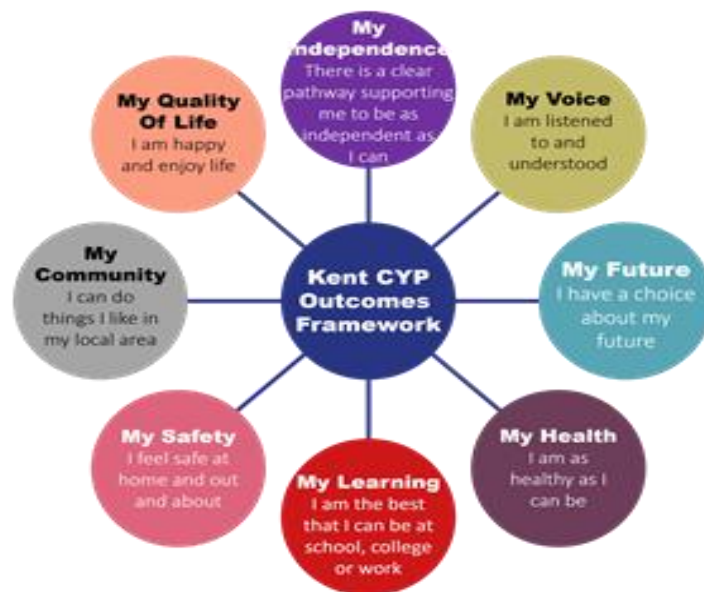 My
Independence
There is a clear
pathway supporting
me to be as
independent as
I can
My Voice
I am listened
to and
understood
My Future
I have a choice
about my
future
My Health
I am as
healthy as I
can be
My Learning
I am the best
that I can be at
school, college
or work
My Safety
I feel safe at
home and out
and about
My
Community
I can do
things I like in
my local area
My Quality
Of Life
I am happy
and enjoy life
Kent CYP
Outcomes
Framework